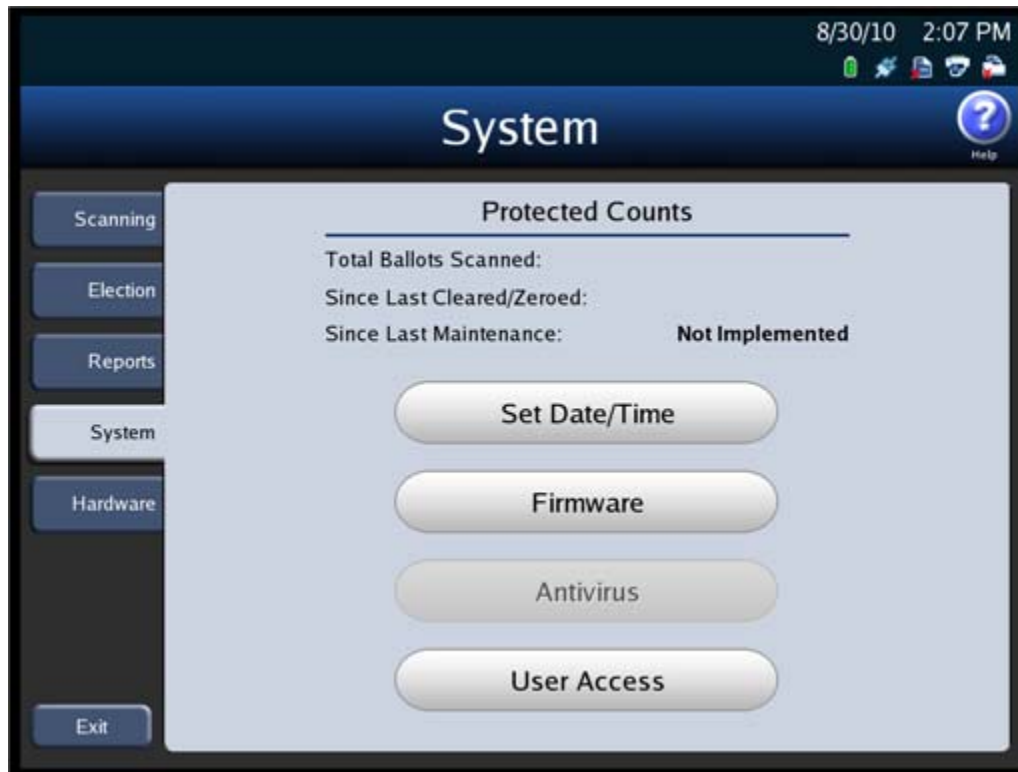 8/30/10 2:07 PM
System
Help
Scanning
Election
Reports
System
Hardware
Exit
Protected Counts
Total Ballots Scanned:
Since Last Cleared/Zeroed:
Since Last Maintenance: Not Implemented
Set Date/Time
Firmware
Antivirus
User Access